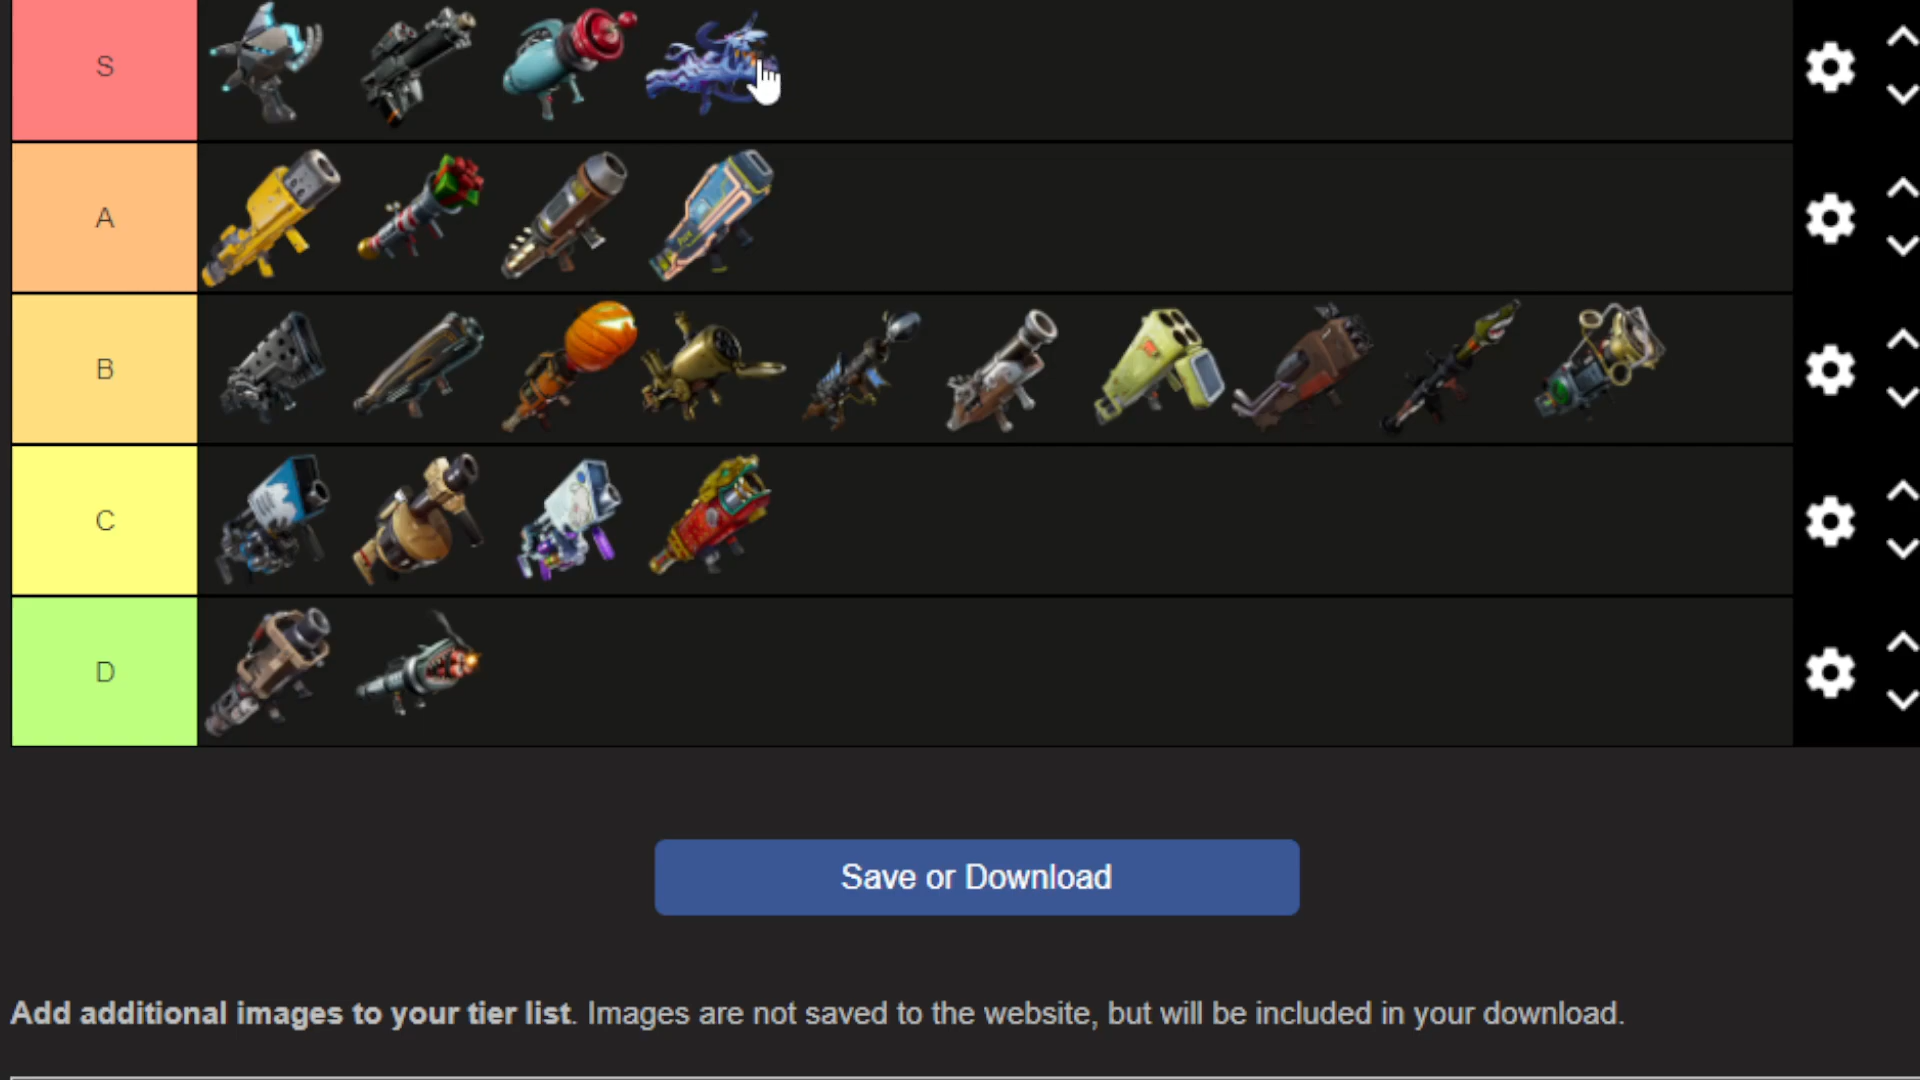 S
A
B
C
D
Save or Download
Add additional images to your tier list. Images are not saved to the website, but will be included in your download.